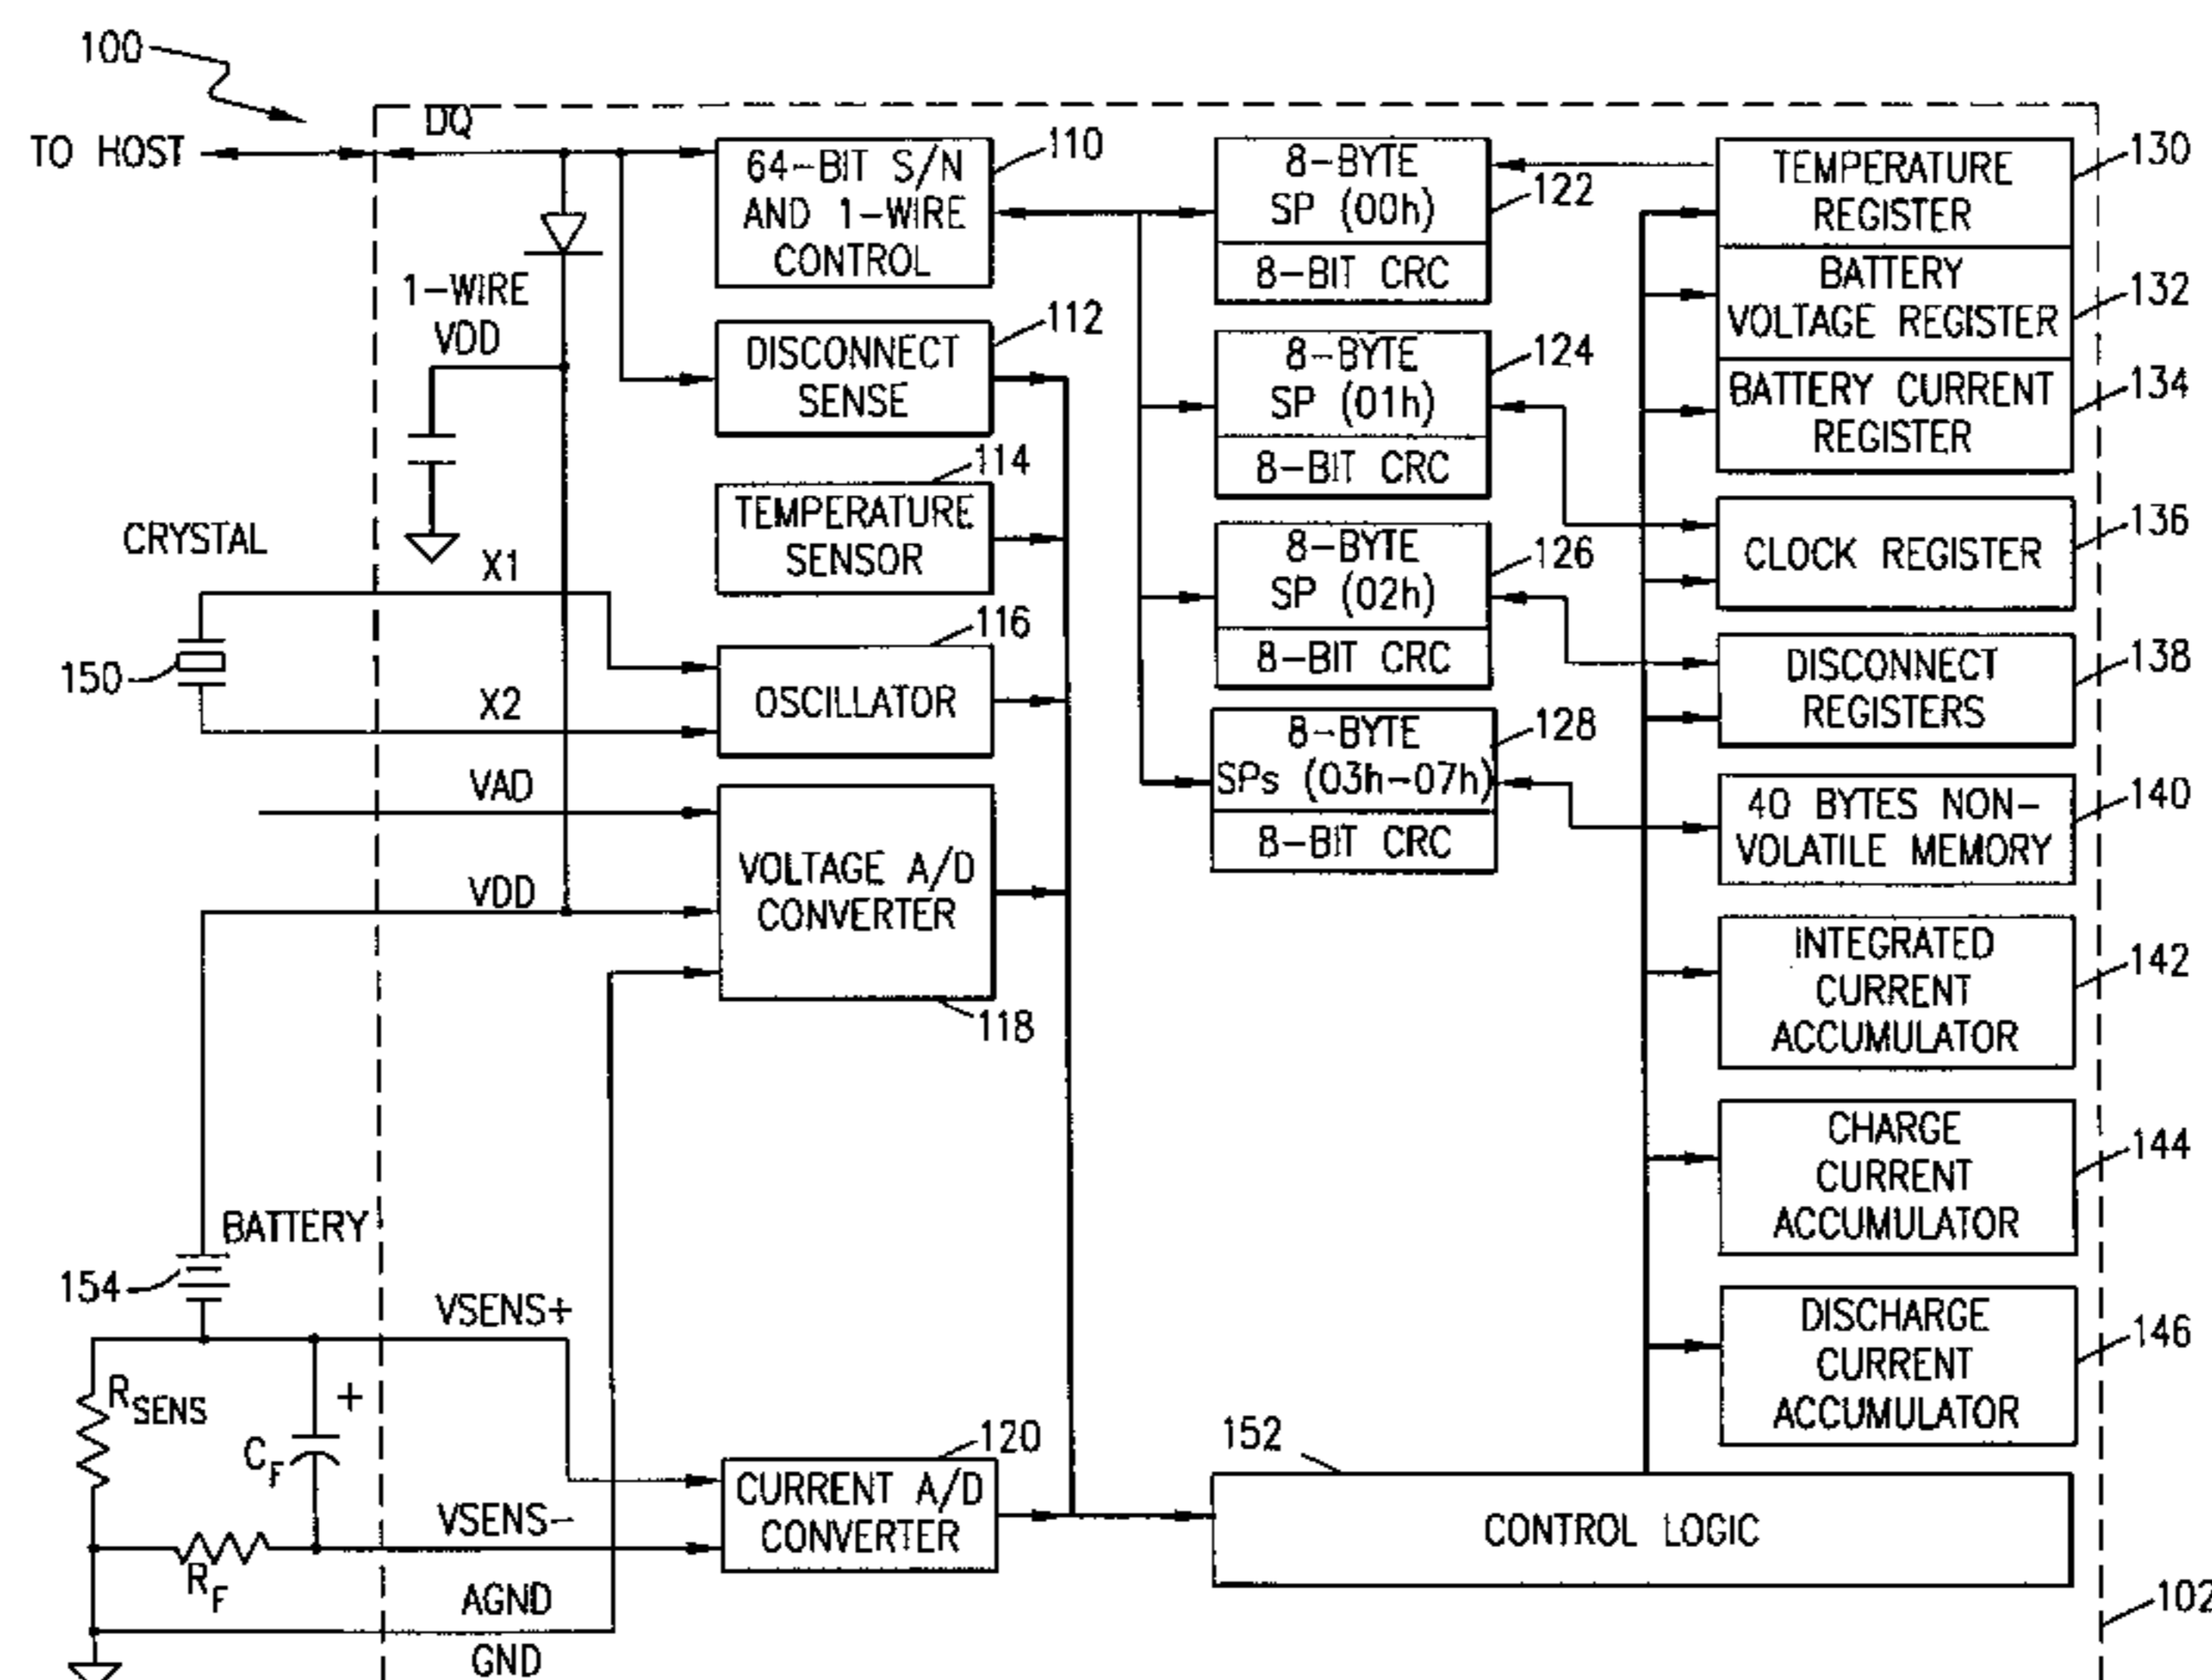 100
TO HOST
DQ
64-BIT S/N
AND 1-WIRE
CONTROL
110
1-WIRE
VDD
DISCONNECT
SENSE
112
TEMPERATURE
SENSOR
114
CRYSTAL
150
X1
X2
OSCILLATOR
116
VAD
VDD
VOLTAGE A/D
CONVERTER
118
BATTERY
154
VSENS+
RSENS
+
CF
VSENS-
RF
AGND
GND
CURRENT A/D
CONVERTER
120
8-BYTE
SP (00h)
8-BIT CRC
122
8-BYTE
SP (01h)
8-BIT CRC
124
8-BYTE
SP (02h)
8-BIT CRC
126
8-BYTE
SPs (03h-07h)
8-BIT CRC
128
TEMPERATURE
REGISTER
130
BATTERY
VOLTAGE REGISTER
132
BATTERY CURRENT
REGISTER
134
CLOCK REGISTER
136
DISCONNECT
REGISTERS
138
40 BYTES NON-
VOLATILE MEMORY
140
INTEGRATED
CURRENT
ACCUMULATOR
142
CHARGE
CURRENT
ACCUMULATOR
144
DISCHARGE
CURRENT
ACCUMULATOR
146
152
CONTROL LOGIC
102